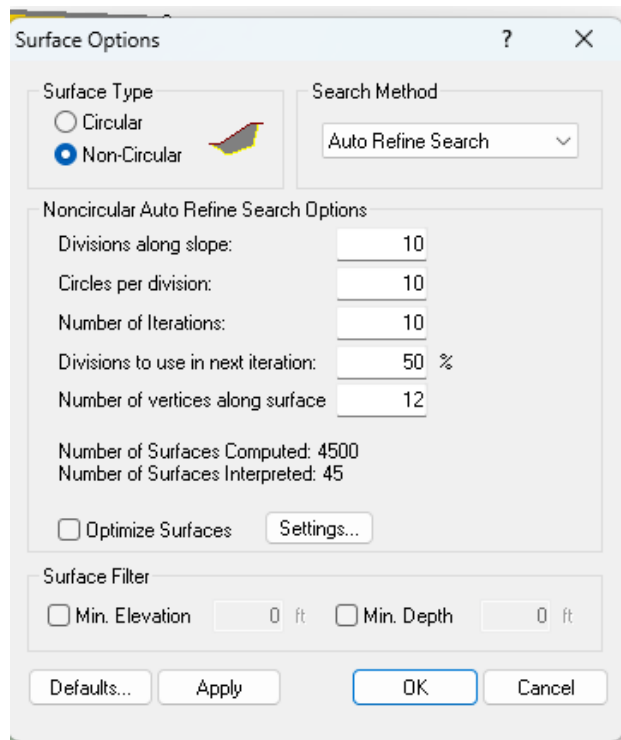 Surface Options ?
Surface Type
Circular
Non-Circular
Search Method
Auto Refine Search
Noncircular Auto Refine Search Options
Divisions along slope: 10
Circles per division: 10
Number of Iterations: 10
Divisions to use in next iteration: 50 %
Number of vertices along surface 12
Number of Surfaces Computed: 4500
Number of Surfaces Interpreted: 45
Optimize Surfaces Settings...
Surface Filter
Min. Elevation 0 ft Min. Depth 0 ft
Defaults... Apply OK Cancel